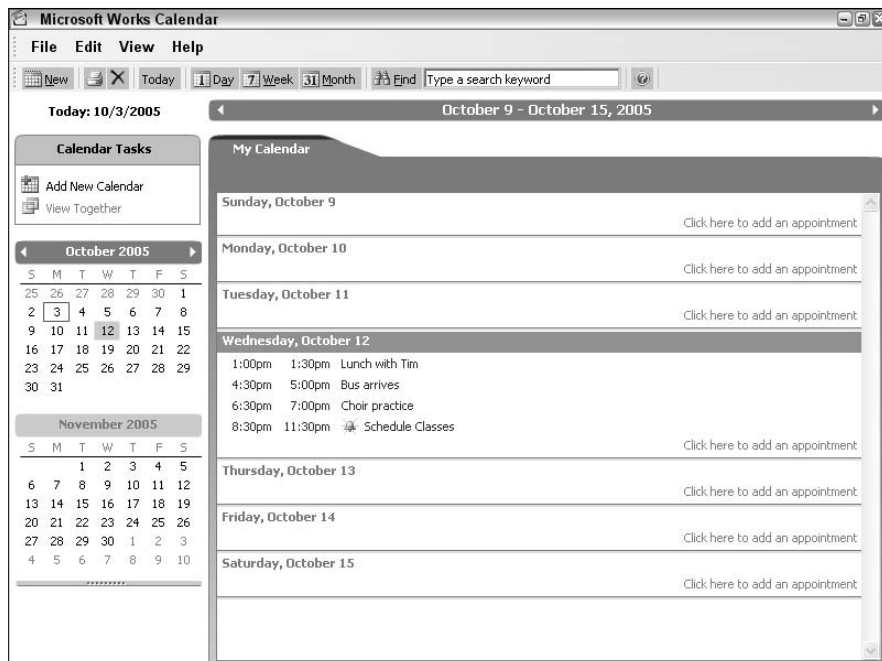 Microsoft Works Calendar
File Edit View Help
New Today 1 Day 7 Week 31 Month Find Type a search keyword
Today: 10/3/2005
October 9 - October 15, 2005
Calendar Tasks
Add New Calendar
View Together
October 2005
S M T W T F S
25 26 27 28 29 30 1
2 3 4 5 6 7 8
9 10 11 12 13 14 15
16 17 18 19 20 21 22
23 24 25 26 27 28 29
30 31
November 2005
S M T W T F S
1 2 3 4 5
6 7 8 9 10 11 12
13 14 15 16 17 18 19
20 21 22 23 24 25 26
27 28 29 30 1 2 3
4 5 6 7 8 9 10
My Calendar
Sunday, October 9
Click here to add an appointment
Monday, October 10
Click here to add an appointment
Tuesday, October 11
Click here to add an appointment
Wednesday, October 12
1:00pm 1:30pm Lunch with Tim
4:30pm 5:00pm Bus arrives
6:30pm 7:00pm Choir practice
8:30pm 11:30pm Schedule Classes
Click here to add an appointment
Thursday, October 13
Click here to add an appointment
Friday, October 14
Click here to add an appointment
Saturday, October 15
Click here to add an appointment